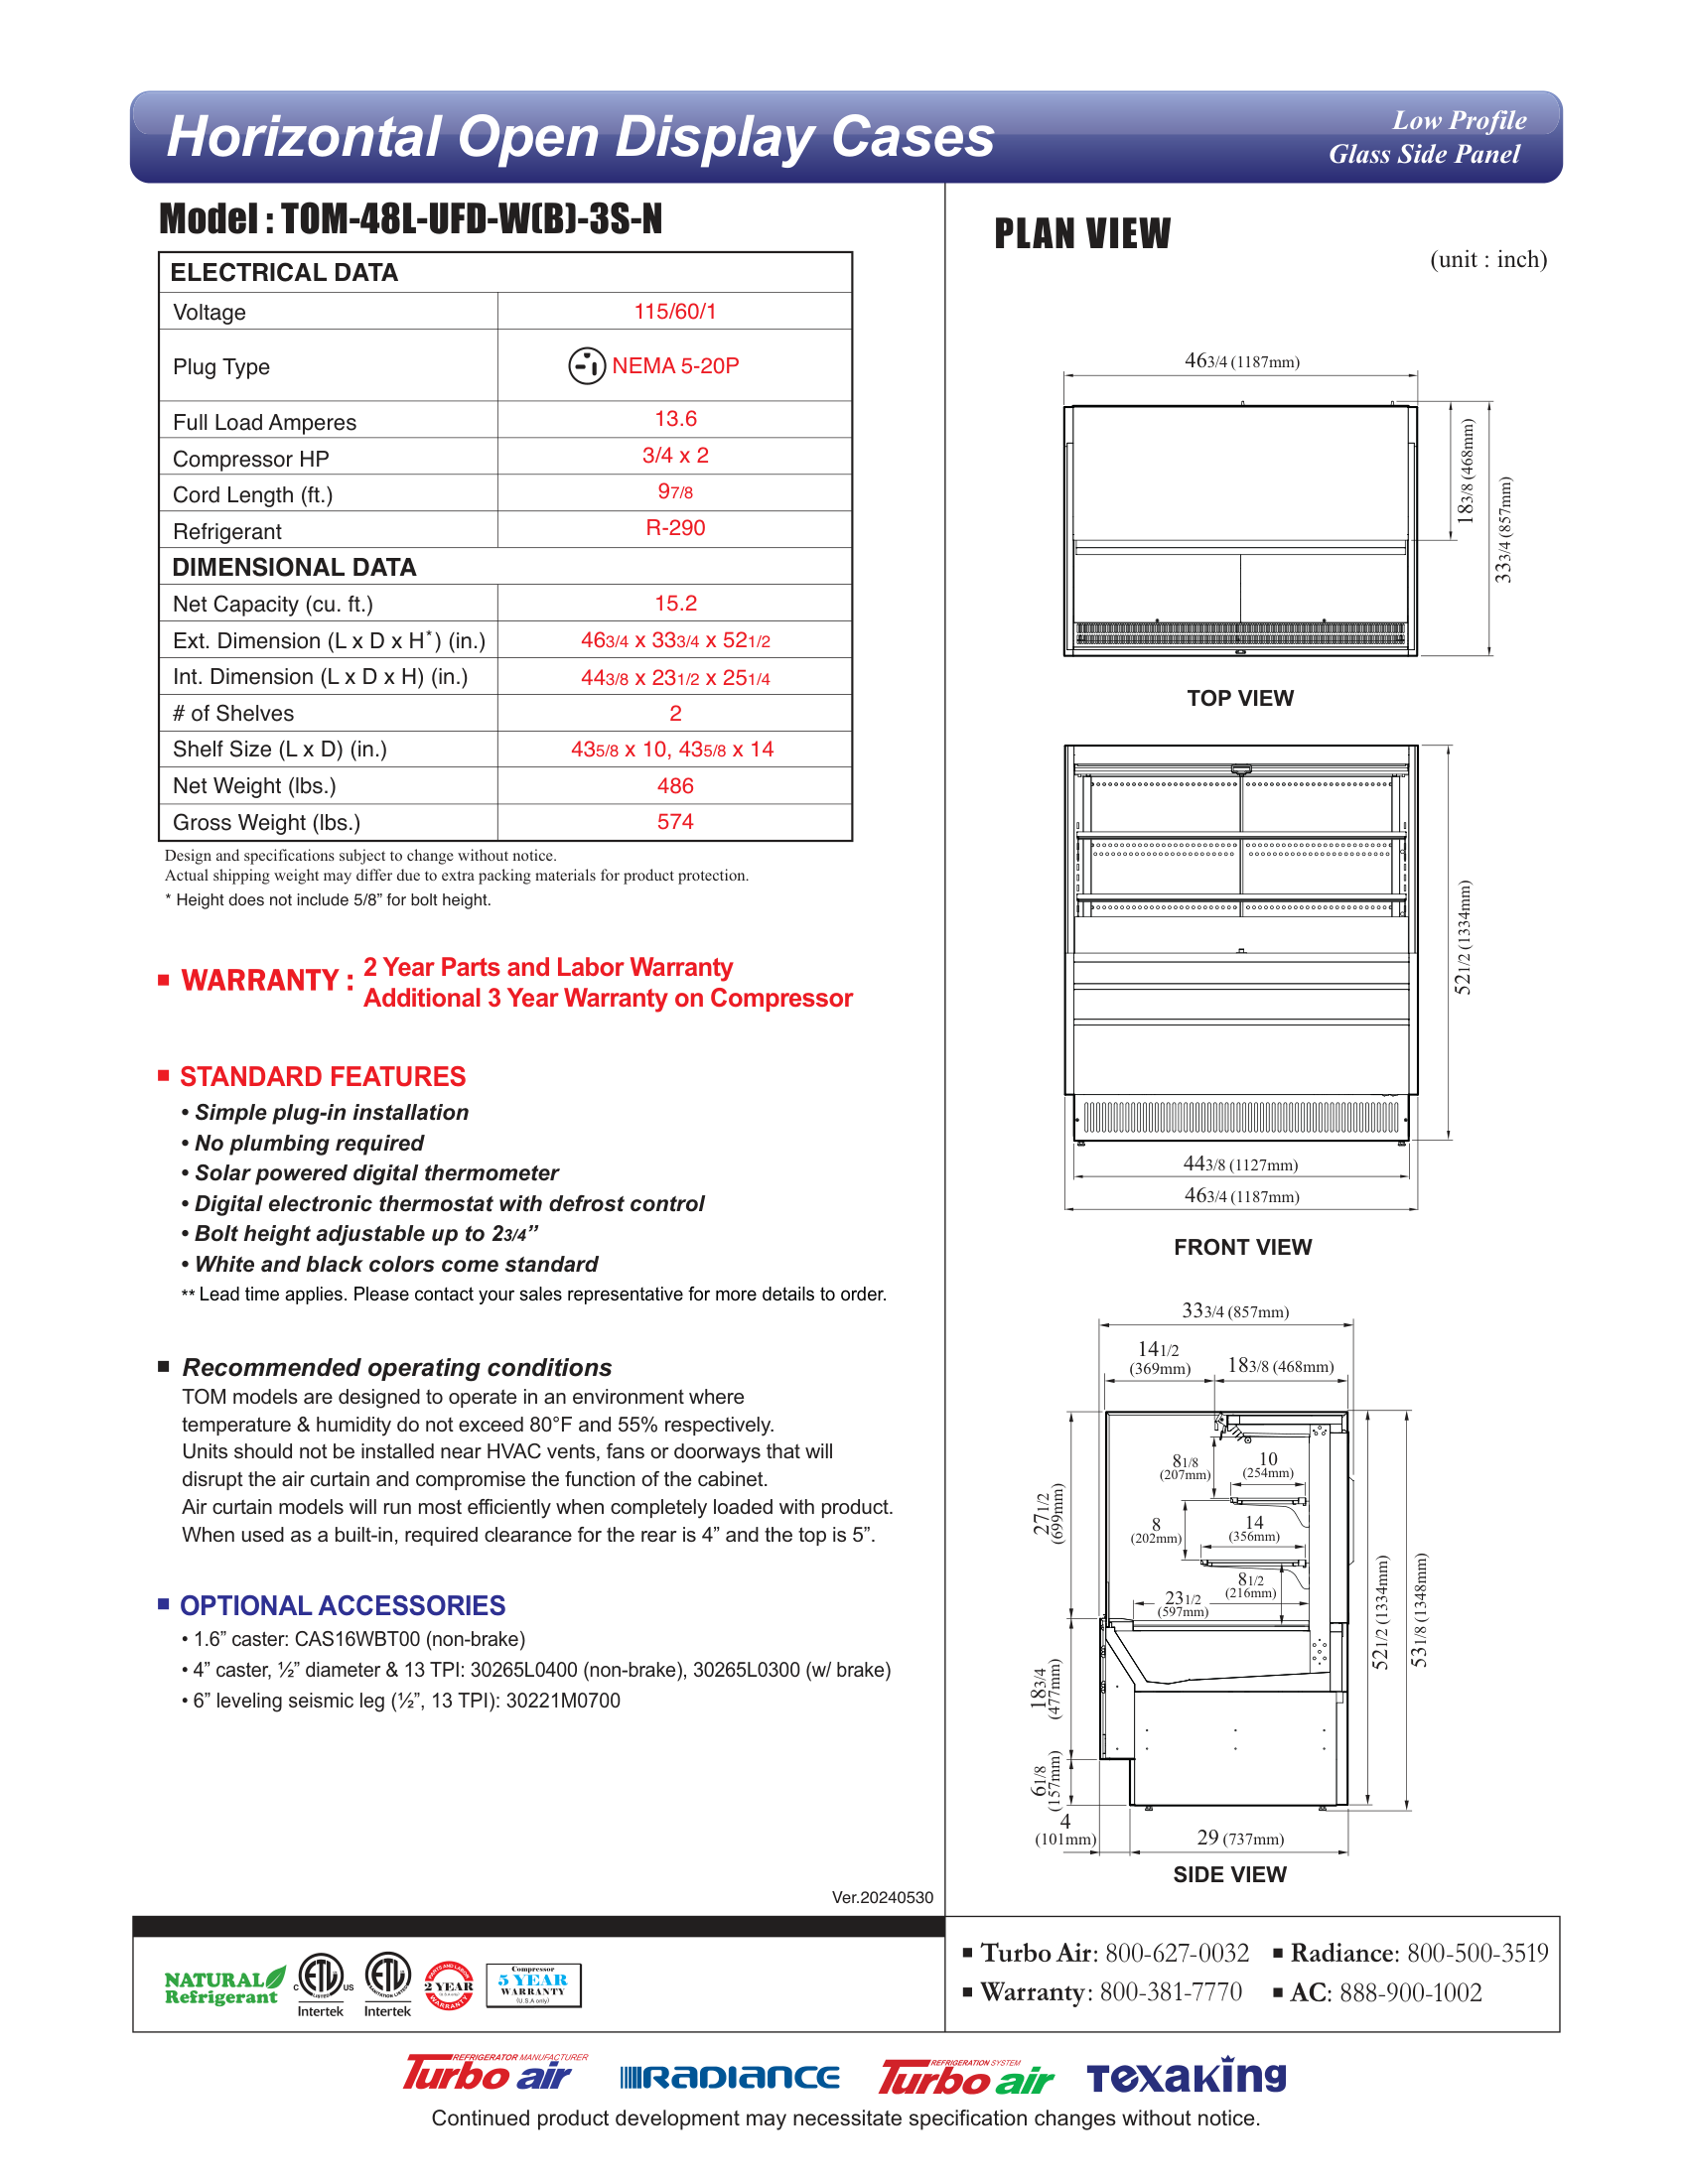 Horizontal Open Display Cases
Low Profile
Glass Side Panel
Model : TOM-48L-UFD-W(B)-3S-N
ELECTRICAL DATA
Voltage 115/60/1
Plug Type NEMA 5-20P
Full Load Amperes 13.6
Compressor HP 3/4 x 2
Cord Length (ft.) 97/8
Refrigerant R-290
DIMENSIONAL DATA
Net Capacity (cu. ft.) 15.2
Ext. Dimension (L x D x H*) (in.) 463/4 x 333/4 x 521/2
Int. Dimension (L x D x H) (in.) 443/8 x 231/2 x 251/4
# of Shelves 2
Shelf Size (L x D) (in.) 435/8 x 10, 435/8 x 14
Net Weight (lbs.) 486
Gross Weight (lbs.) 574
Design and specifications subject to change without notice.
Actual shipping weight may differ due to extra packing materials for product protection.
* Height does not include 5/8” for bolt height.
WARRANTY : 2 Year Parts and Labor Warranty
Additional 3 Year Warranty on Compressor
STANDARD FEATURES
• Simple plug-in installation
• No plumbing required
• Solar powered digital thermometer
• Digital electronic thermostat with defrost control
• Bolt height adjustable up to 23/4”
• White and black colors come standard
** Lead time applies. Please contact your sales representative for more details to order.
Recommended operating conditions
TOM models are designed to operate in an environment where
temperature & humidity do not exceed 80°F and 55% respectively.
Units should not be installed near HVAC vents, fans or doorways that will
disrupt the air curtain and compromise the function of the cabinet.
Air curtain models will run most efficiently when completely loaded with product.
When used as a built-in, required clearance for the rear is 4” and the top is 5”.
OPTIONAL ACCESSORIES
• 1.6” caster: CAS16WBT00 (non-brake)
• 4” caster, ½” diameter & 13 TPI: 30265L0400 (non-brake), 30265L0300 (w/ brake)
• 6” leveling seismic leg (½”, 13 TPI): 30221M0700
Ver.20240530
PLAN VIEW
(unit : inch)
463/4 (1187mm)
183/8 (468mm)
333/4 (857mm)
TOP VIEW
521/2 (1334mm)
443/8 (1127mm)
463/4 (1187mm)
FRONT VIEW
333/4 (857mm)
141/2
(369mm)
183/8 (468mm)
81/8
(207mm)
10
(254mm)
271/2
(699mm)
8
(202mm)
14
(356mm)
81/2
(216mm)
231/2
(597mm)
521/2 (1334mm)
531/8 (1348mm)
183/4
(477mm)
61/8
(157mm)
4
(101mm)
29 (737mm)
SIDE VIEW
NATURAL
Refrigerant
C ETL US
LISTED
Intertek
ETL
SANITATION LISTED
Intertek
PARTS AND LABOR
2 YEAR
WARRANTY
Compressor
5 YEAR
WARRANTY
(U.S.A only)
Turbo Air: 800-627-0032
Radiance: 800-500-3519
Warranty: 800-381-7770
AC: 888-900-1002
REFRIGERATOR MANUFACTURER
Turbo air
RADIANCE
REFRIGERATION SYSTEM
Turbo air
Texaking
Continued product development may necessitate specification changes without notice.